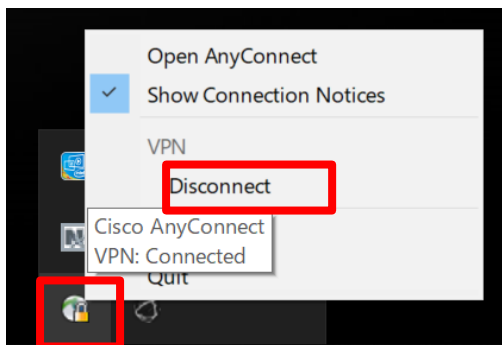 Open AnyConnect
Show Connection Notices
VPN
Disconnect
Cisco AnyConnect
VPN: Connected
Quit